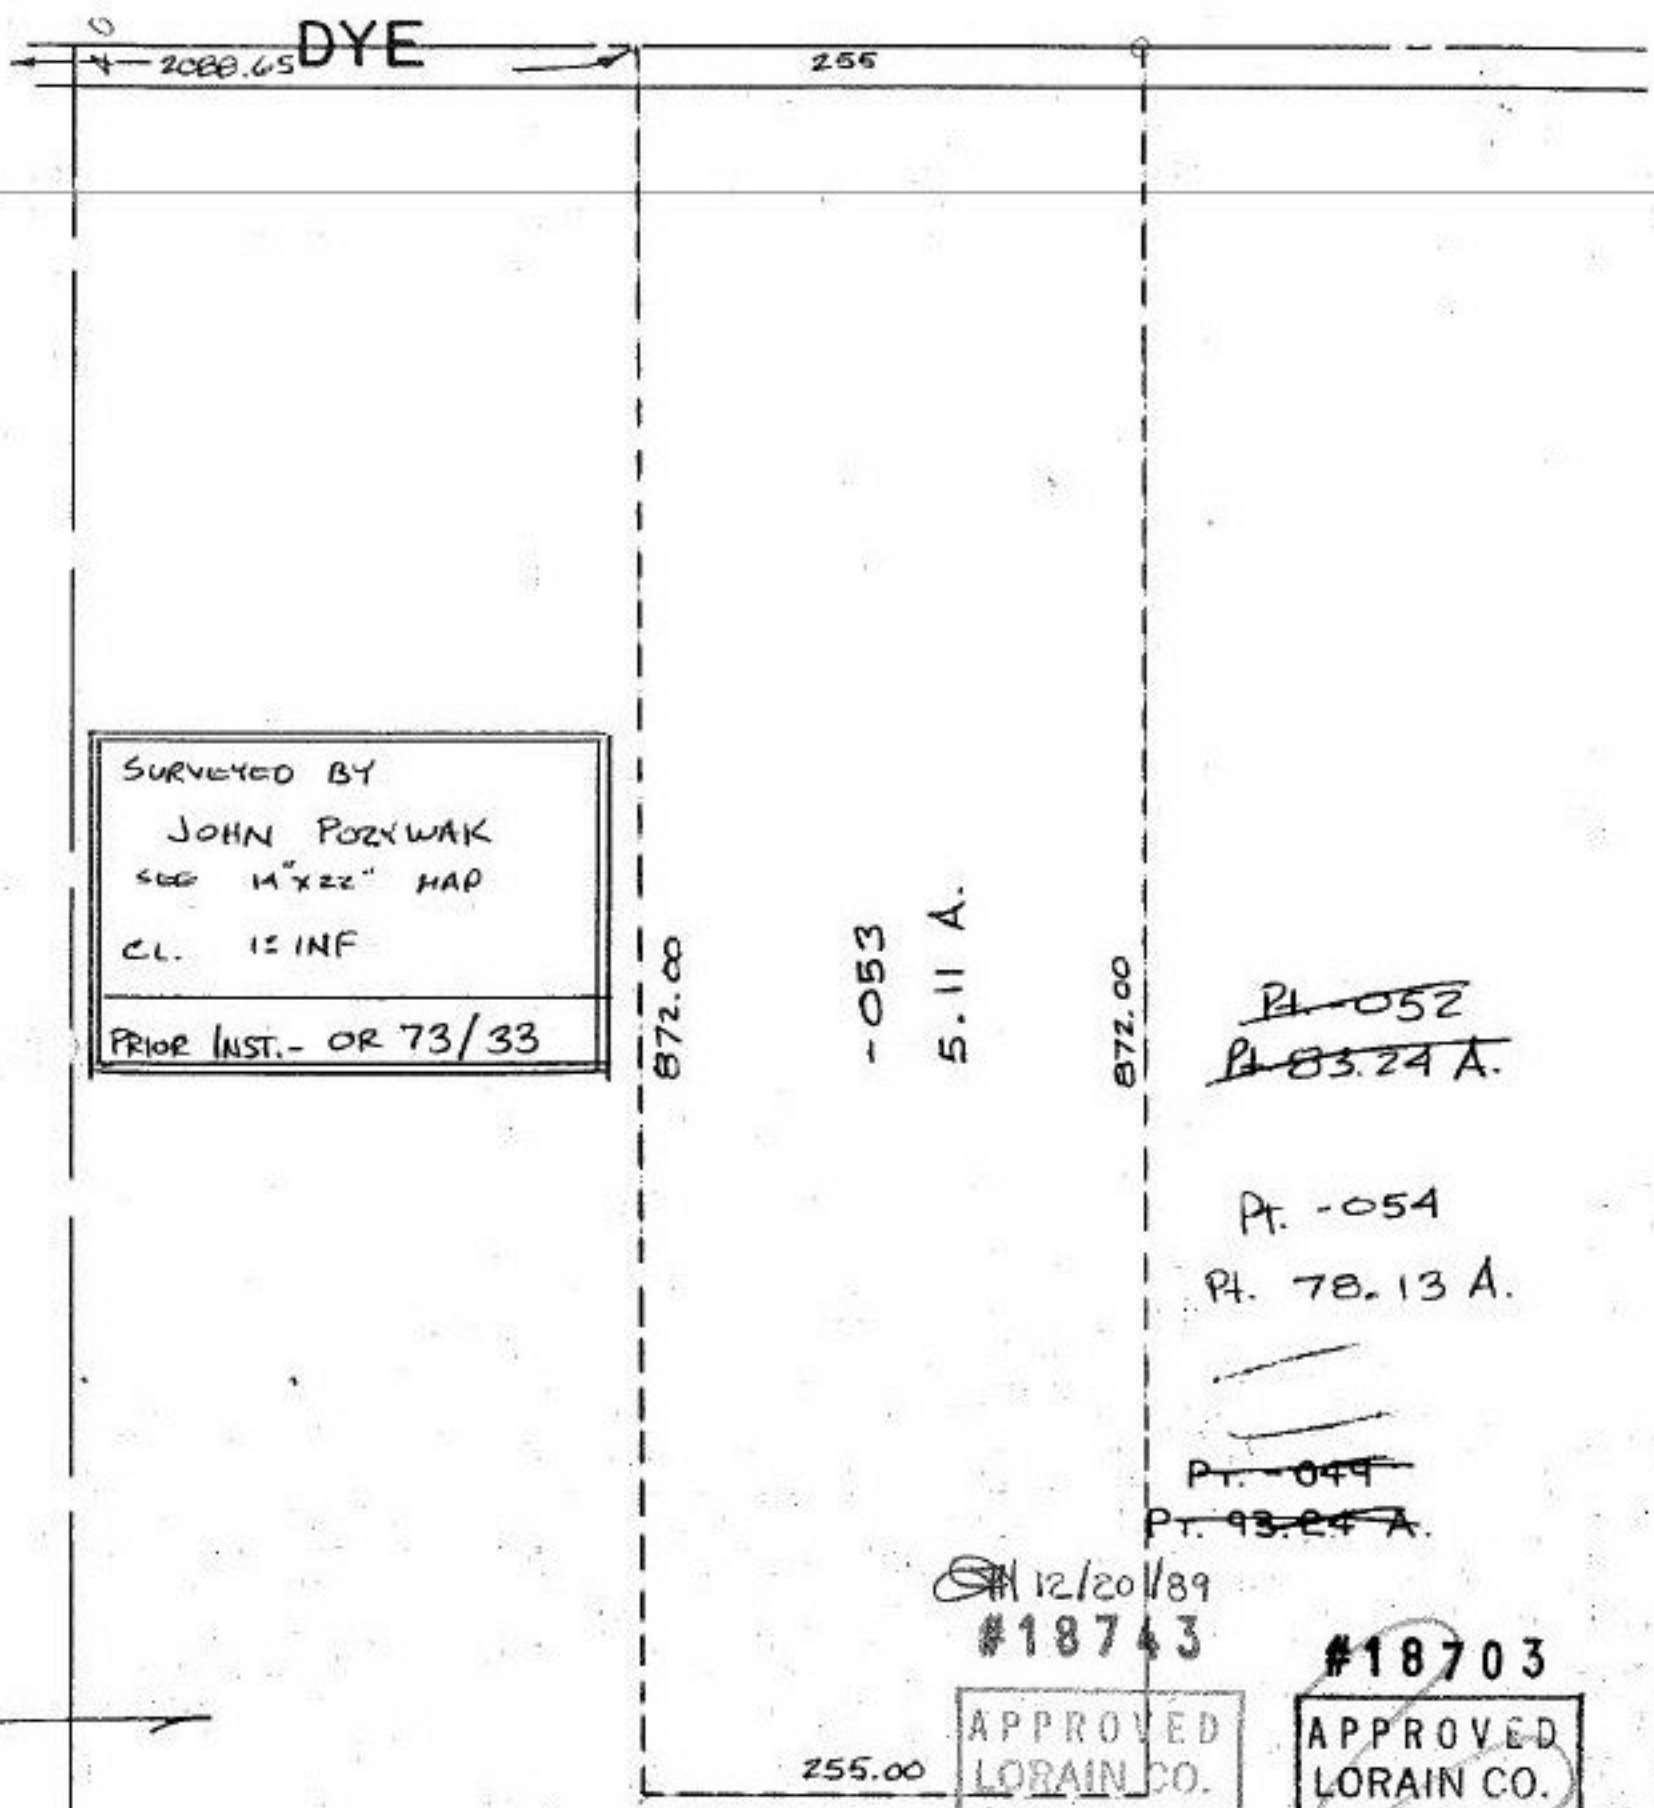 DYE
40
2088.65
255
SURVEYED BY
JOHN POZYWAK
SEE 14"x22" MAP
CL. 1:INF
PRIOR INST.- OR 73/33
872.00
-053
5.11 A.
872.00
Pt. -052
Pt. 83.24 A.
Pt. -054
Pt. 78.13 A.
PT. -044
PT. 93.24 A.
12/20/89
#18743
#18703
APPROVED
LORAIN CO.
APPROVED
LORAIN CO.
255.00